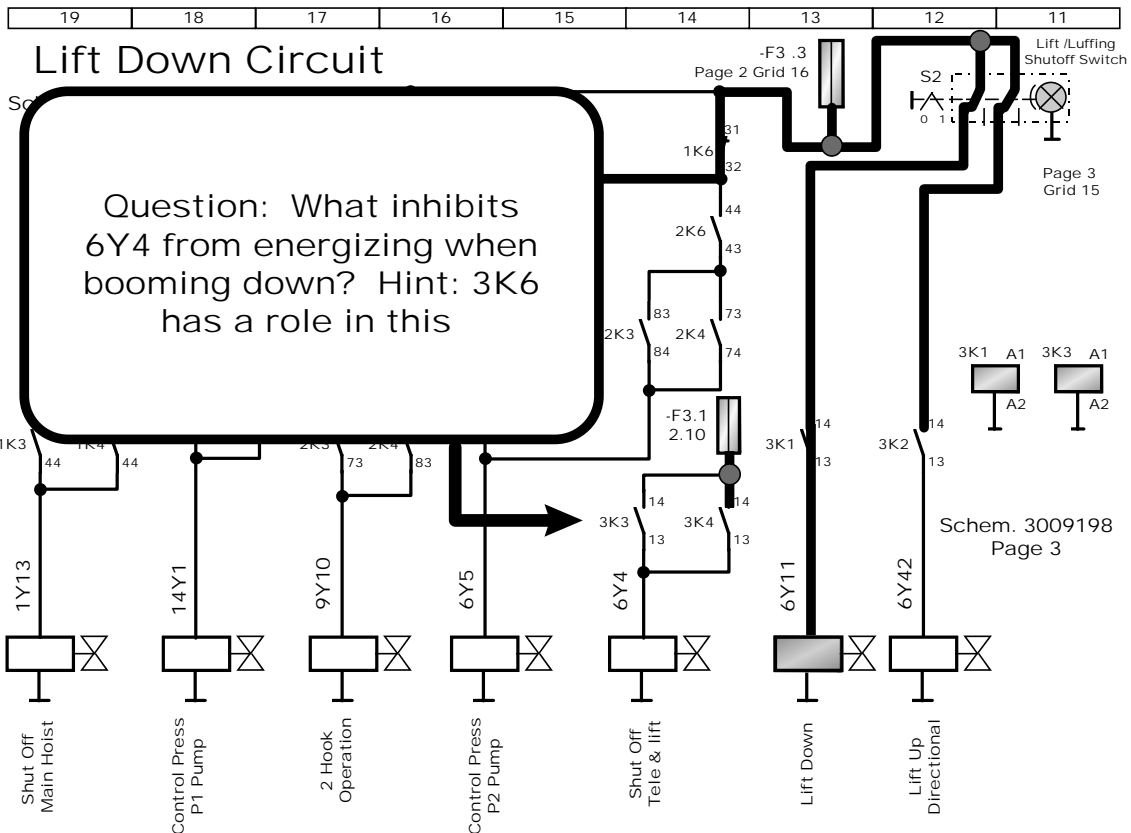 19 18 17 16 15 14 13 12 11
Lift Down Circuit
-F3 .3
Page 2 Grid 16
Lift /Luffing
Shutoff Switch
S2
0 1
Page 3
Grid 15
Question: What inhibits
6Y4 from energizing when
booming down? Hint: 3K6
has a role in this
31
1K6
32
44
2K6
43
83 73
2K3 2K4
84 74
3K1 A1 3K3 A1
A2 A2
-F3.1
2.10
1K3 1K4 2K3 2K4
44 44 73 83
14 14
3K1 3K2
13 13
14 14
3K3 3K4
13 13
Schem. 3009198
Page 3
1Y13 14Y1 9Y10 6Y5 6Y4 6Y11 6Y42
Shut Off
Main Hoist
Control Press
P1 Pump
2 Hook
Operation
Control Press
P2 Pump
Shut Off
Tele & lift
Lift Down
Lift Up
Directional